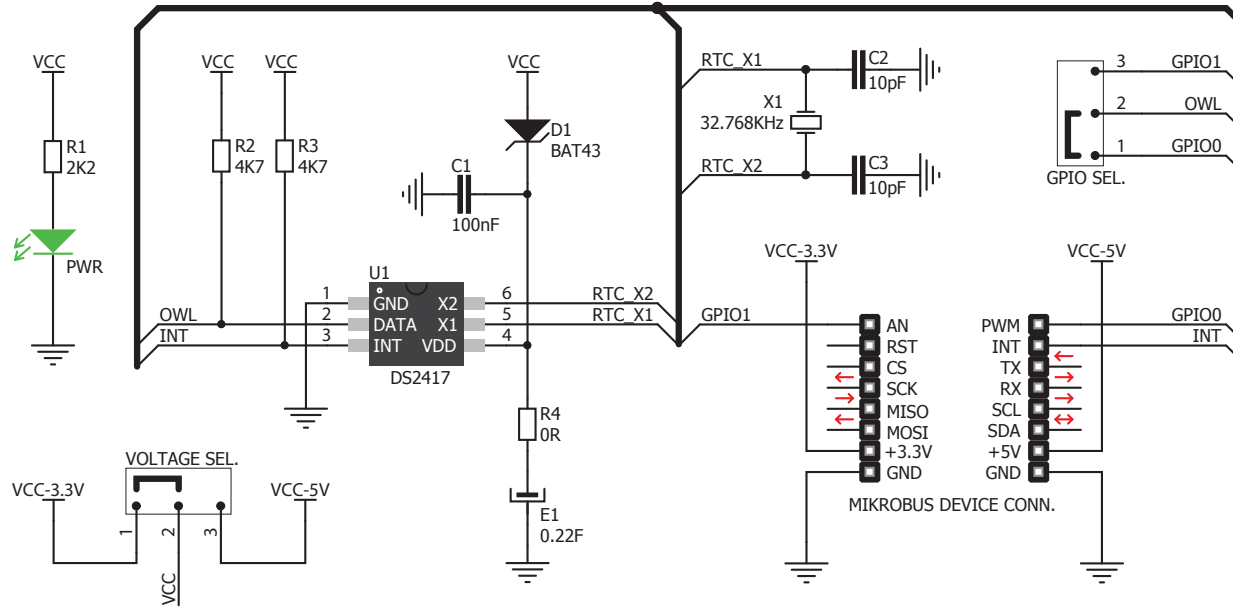 VCC
R1
2K2
PWR
VCC
VCC
R2
4K7
R3
4K7
VCC
D1
BAT43
C1
100nF
U1
1 GND X2 6 RTC_X2
OWL 2 DATA X1 5 RTC_X1
INT 3 INT VDD 4
DS2417
R4
0R
E1
0.22F
VOLTAGE SEL.
VCC-3.3V
VCC-5V
1 2 3
VCC
RTC_X1
C2
10pF
X1
32.768KHz
RTC_X2
C3
10pF
3 GPIO1
2 OWL
1 GPIO0
GPIO SEL.
VCC-3.3V
VCC-5V
GPIO1 AN PWM GPIO0
RST INT INT
CS TX
SCK RX
MISO SCL
MOSI SDA
+3.3V +5V
GND GND
MIKROBUS DEVICE CONN.